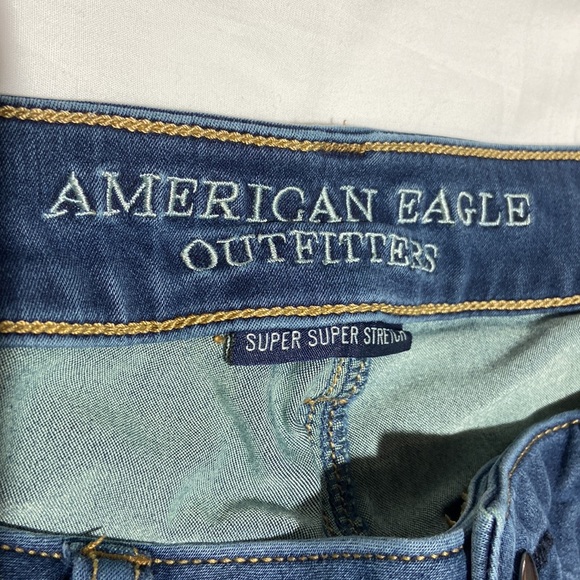 AMERICAN EAGLE
OUTFITTERS
SUPER SUPER STRETCH